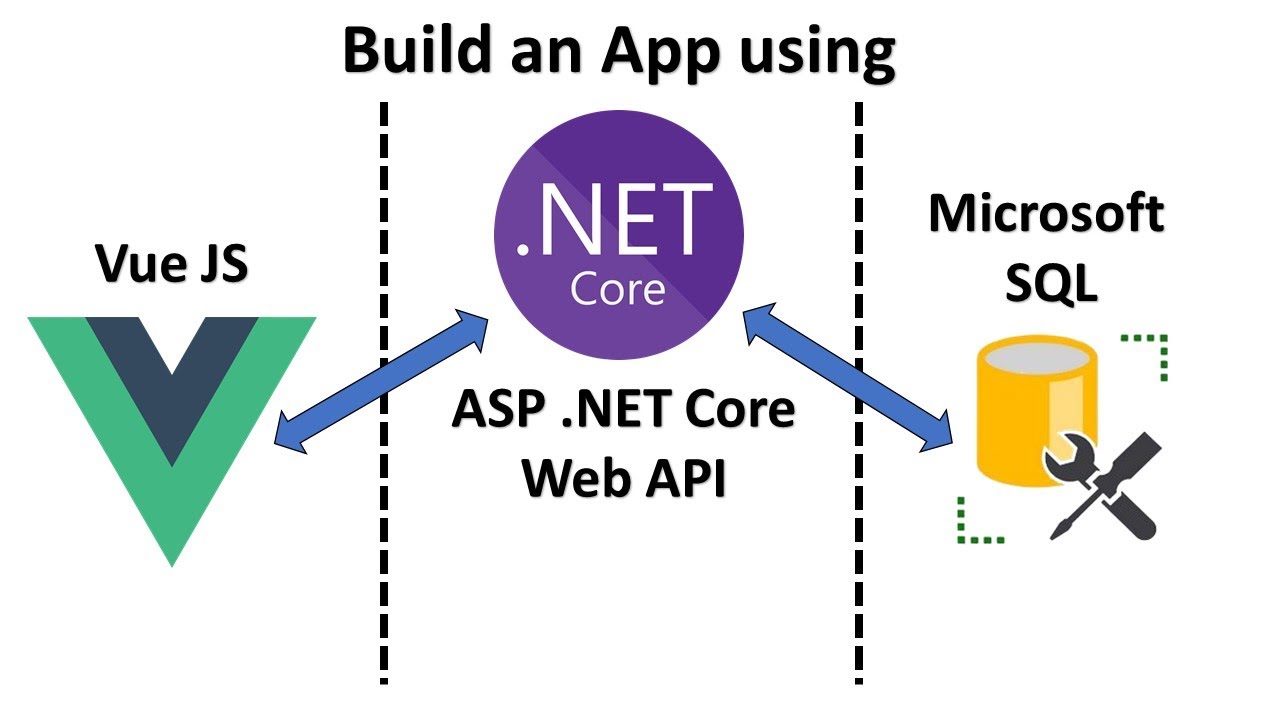 Build an App using
Vue JS
.NET
Core
ASP .NET Core
Web API
Microsoft
SQL